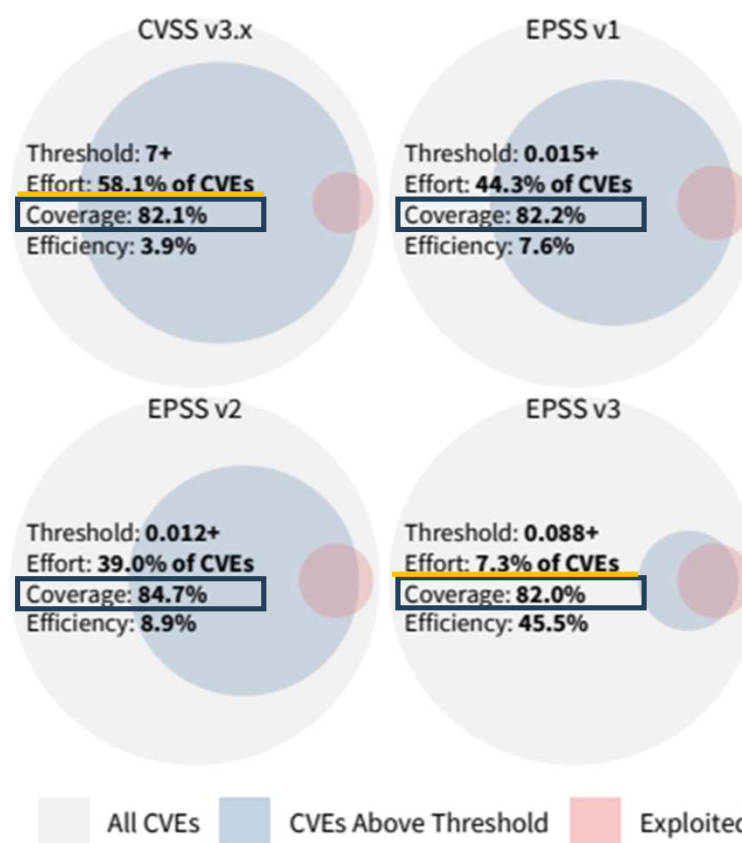 CVSS v3.x
Threshold: 7+
Effort: 58.1% of CVEs
Coverage: 82.1%
Efficiency: 3.9%
EPSS v1
Threshold: 0.015+
Effort: 44.3% of CVEs
Coverage: 82.2%
Efficiency: 7.6%
EPSS v2
Threshold: 0.012+
Effort: 39.0% of CVEs
Coverage: 84.7%
Efficiency: 8.9%
EPSS v3
Threshold: 0.088+
Effort: 7.3% of CVEs
Coverage: 82.0%
Efficiency: 45.5%
All CVEs
CVEs Above Threshold
Exploited